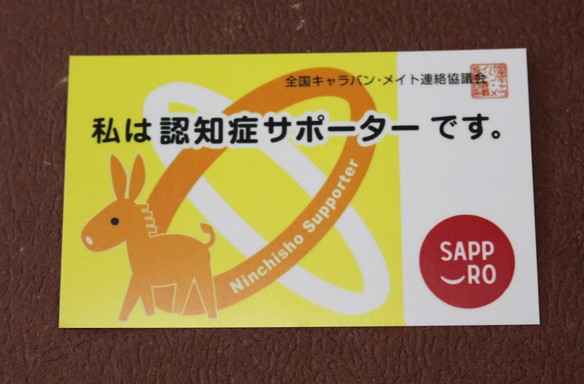 全国キャラバン・メイト連絡協議会
私は認知症サポーターです。
Ninchisho Supporter
SAPP
RO